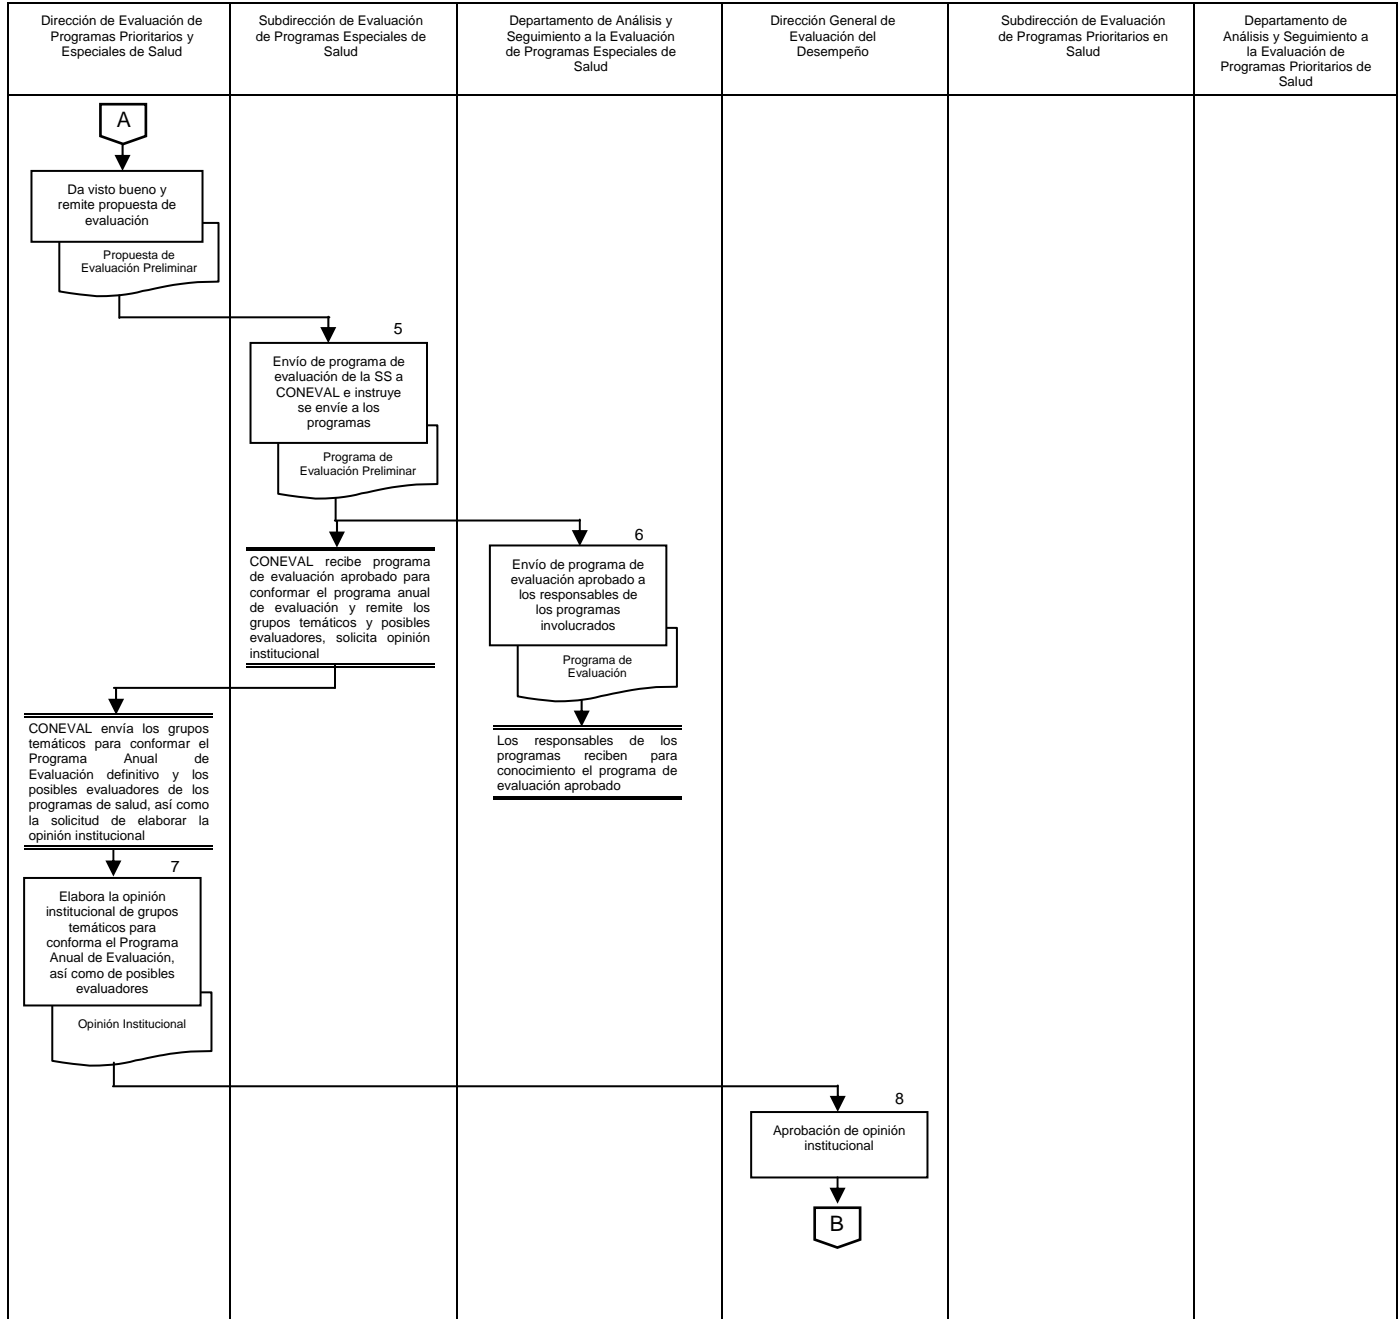 Dirección de Evaluación de
Programas Prioritarios y
Especiales de Salud
Subdirección de Evaluación
de Programas Especiales de
Salud
Departamento de Análisis y
Seguimiento a la Evaluación
de Programas Especiales de
Salud
Dirección General de
Evaluación del
Desempeño
Subdirección de Evaluación
de Programas Prioritarios en
Salud
Departamento de
Análisis y Seguimiento a
la Evaluación de
Programas Prioritarios de
Salud
A
Da visto bueno y
remite propuesta de
evaluación
Propuesta de
Evaluación Preliminar
5
Envío de programa de
evaluación de la SS a
CONEVAL e instruye
se envíe a los
programas
Programa de
Evaluación Preliminar
6
CONEVAL recibe programa
de evaluación aprobado para
conformar el programa anual
de evaluación y remite los
grupos temáticos y posibles
evaluadores, solicita opinión
institucional
Envío de programa de
evaluación aprobado a
los responsables de
los programas
involucrados
Programa de
Evaluación
CONEVAL envía los grupos
temáticos para conformar el
Programa Anual de
Evaluación definitivo y los
posibles evaluadores de los
programas de salud, así como
la solicitud de elaborar la
opinión institucional
Los responsables de los
programas reciben para
conocimiento el programa de
evaluación aprobado
7
Elabora la opinión
institucional de grupos
temáticos para
conforma el Programa
Anual de Evaluación,
así como de posibles
evaluadores
Opinión Institucional
8
Aprobación de opinión
institucional
B